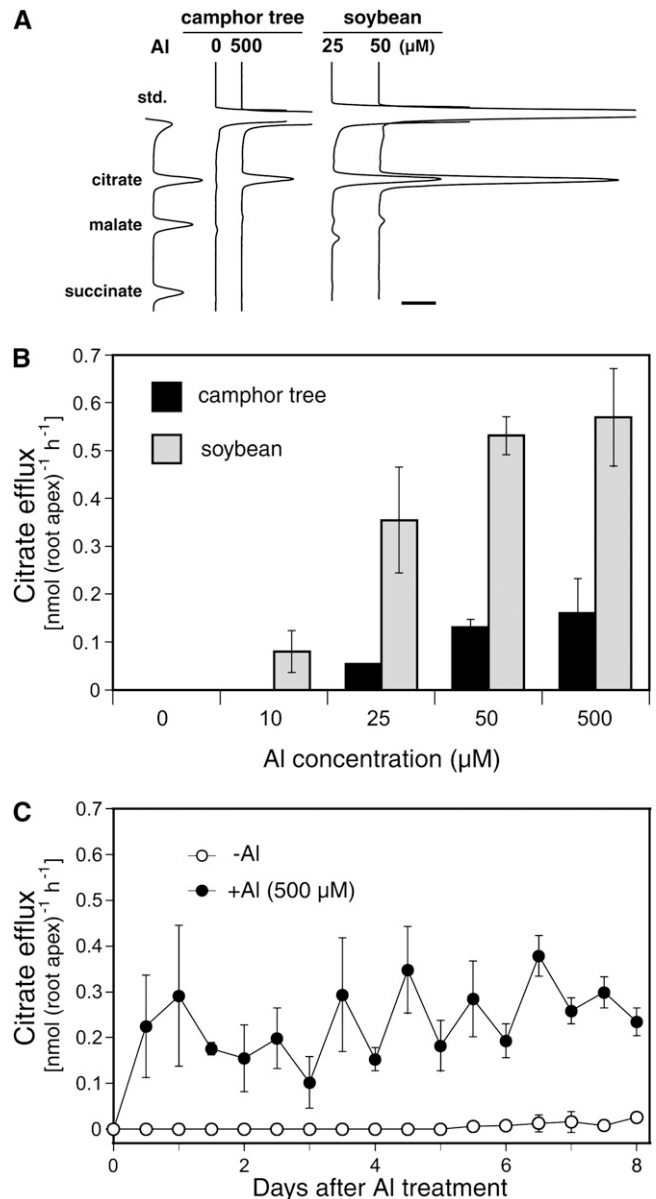 A
camphor tree soybean
Al 0 500 25 50 (µM)
std.
citrate
malate
succinate
B
0.7
0.6
0.5
0.4
0.3
0.2
0.1
0
Citrate efflux
[nmol (root apex)⁻¹ h⁻¹]
camphor tree
soybean
0 10 25 50 500
Al concentration (µM)
C
0.7
0.6
0.5
0.4
0.3
0.2
0.1
0
Citrate efflux
[nmol (root apex)⁻¹ h⁻¹]
-Al
+Al (500 µM)
0 2 4 6 8
Days after Al treatment